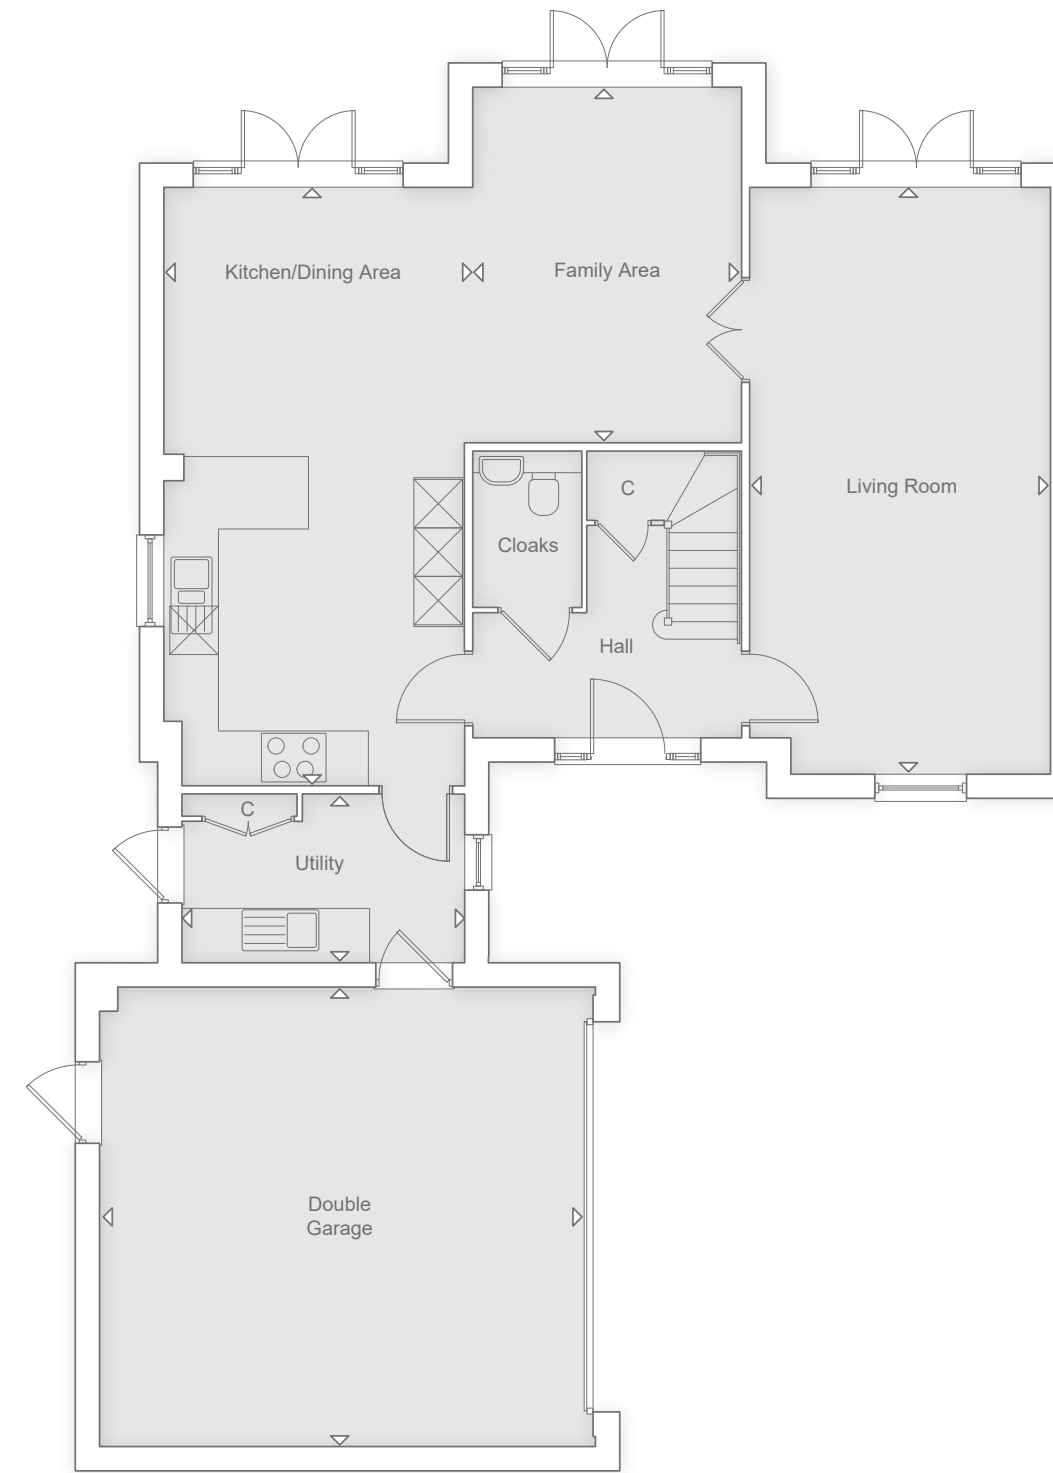 Kitchen/Dining Area
Family Area
Living Room
C
Cloaks
Hall
C
Utility
Double
Garage